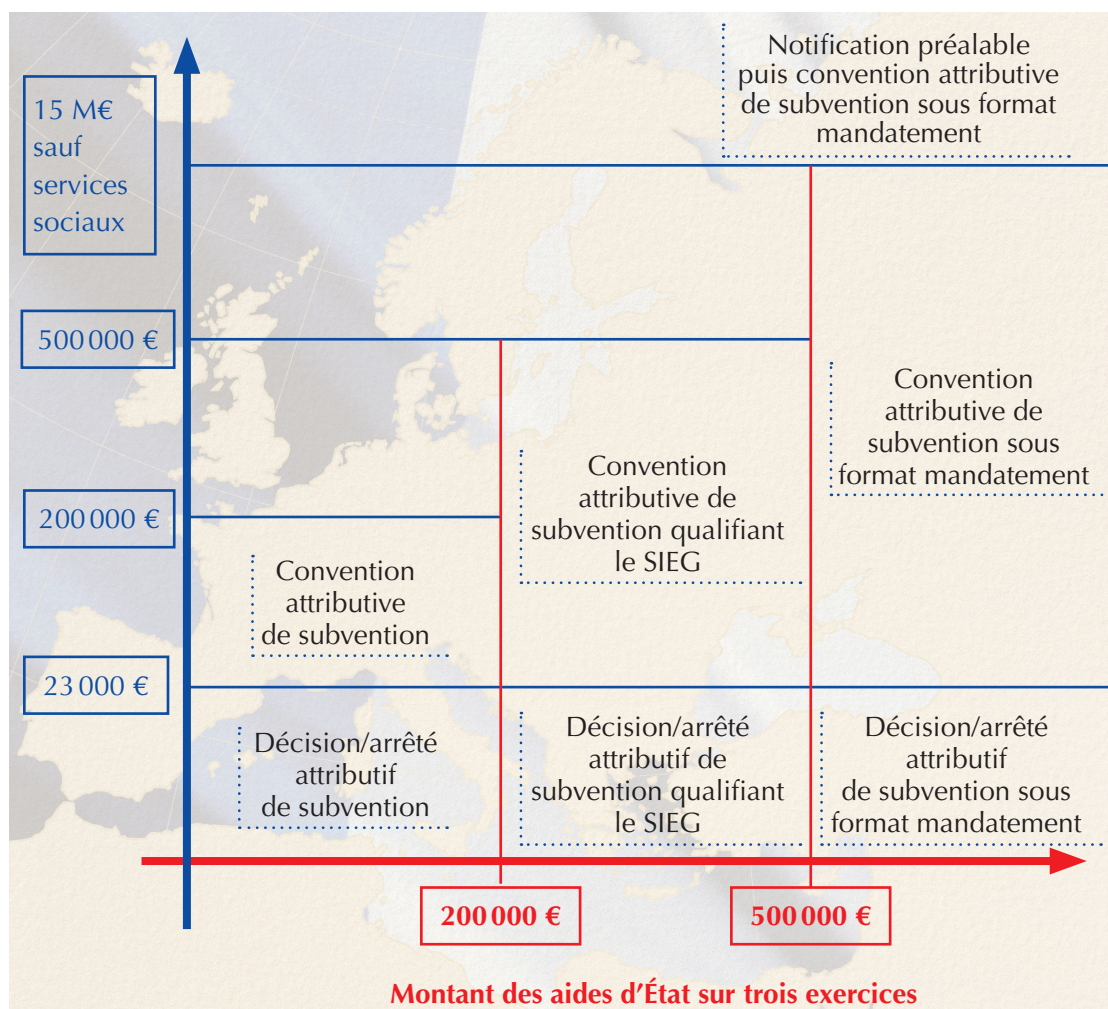 Notification préalable
puis convention attributive
de subvention sous format
mandatement
15 M€
sauf
services
sociaux
500 000 €
Convention
attributive de
subvention sous
format mandatement
Convention
attributive de
subvention qualifiant
le SIEG
200 000 €
Convention
attributive
de subvention
23 000 €
Décision/arrêté
attributif
de subvention
Décision/arrêté
attributif de
subvention qualifiant
le SIEG
Décision/arrêté
attributif
de subvention sous
format mandatement
200 000 €
500 000 €
Montant des aides d'État sur trois exercices